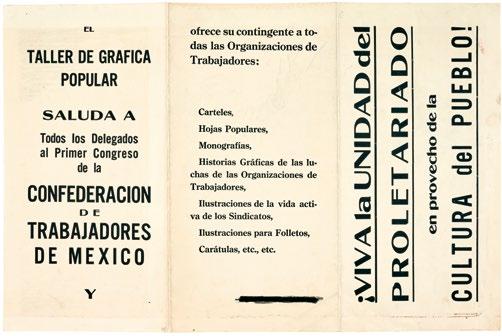 EL
TALLER DE GRAFICA
POPULAR
SALUDA A
Todos los Delegados
al Primer Congreso
de la
CONFEDERACION
DE
TRABAJADORES
DE MEXICO
Y
ofrece su contingente a to-
das las Organizaciones de
Trabajadores:
Carteles,
Hojas Populares,
Monografías,
Historias Gráficas de las lu-
chas de las Organizaciones de
Trabajadores,
Ilustraciones de la vida acti-
va de los Sindicatos,
Ilustraciones para Folletos,
Carátulas, etc., etc.
¡VIVA la UNIDAD del
PROLETARIADO
en provecho de la
CULTURA del PUEBLO!